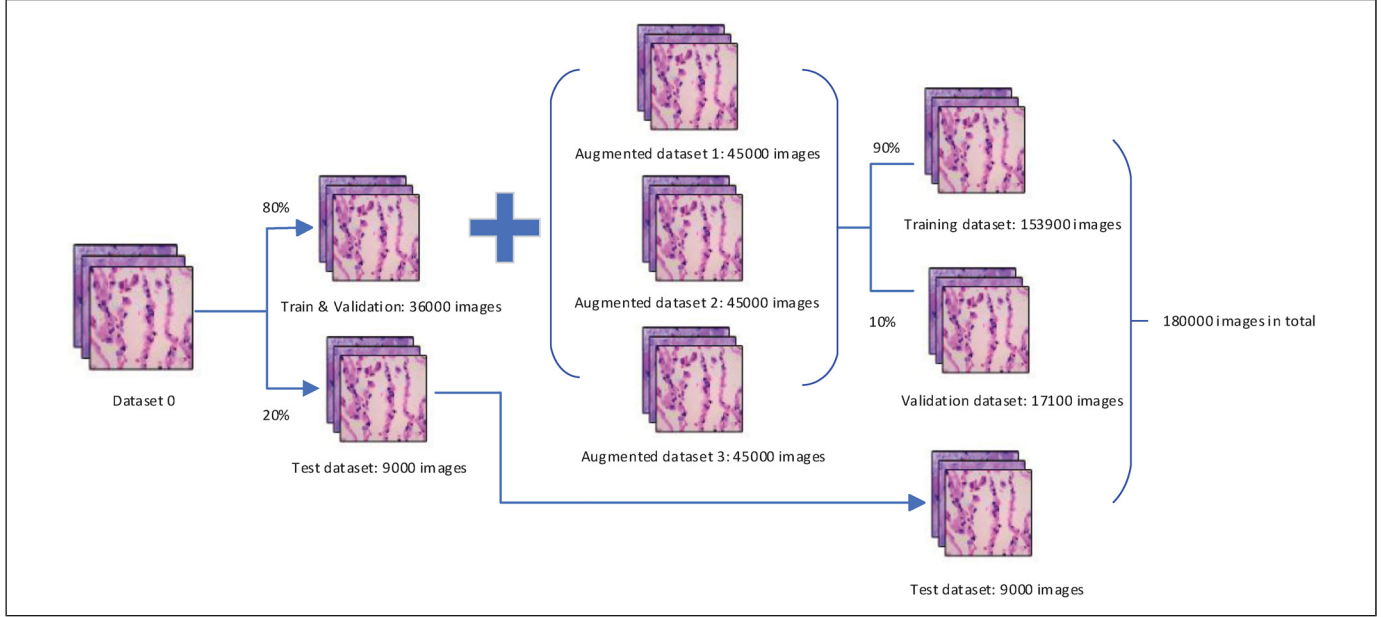 Dataset 0
80%
20%
Train & Validation: 36000 images
Test dataset: 9000 images
Augmented dataset 1: 45000 images
Augmented dataset 2: 45000 images
Augmented dataset 3: 45000 images
90%
10%
Training dataset: 153900 images
Validation dataset: 17100 images
Test dataset: 9000 images
180000 images in total